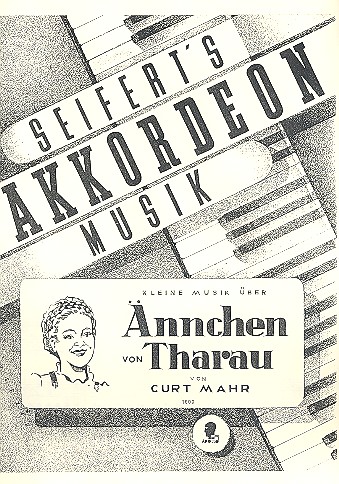 SEIFERT'S
AKKORDEON
MUSIK
KLEINE MUSIK ÜBER
Ännchen
VON Tharau
VON
CURT MAHR